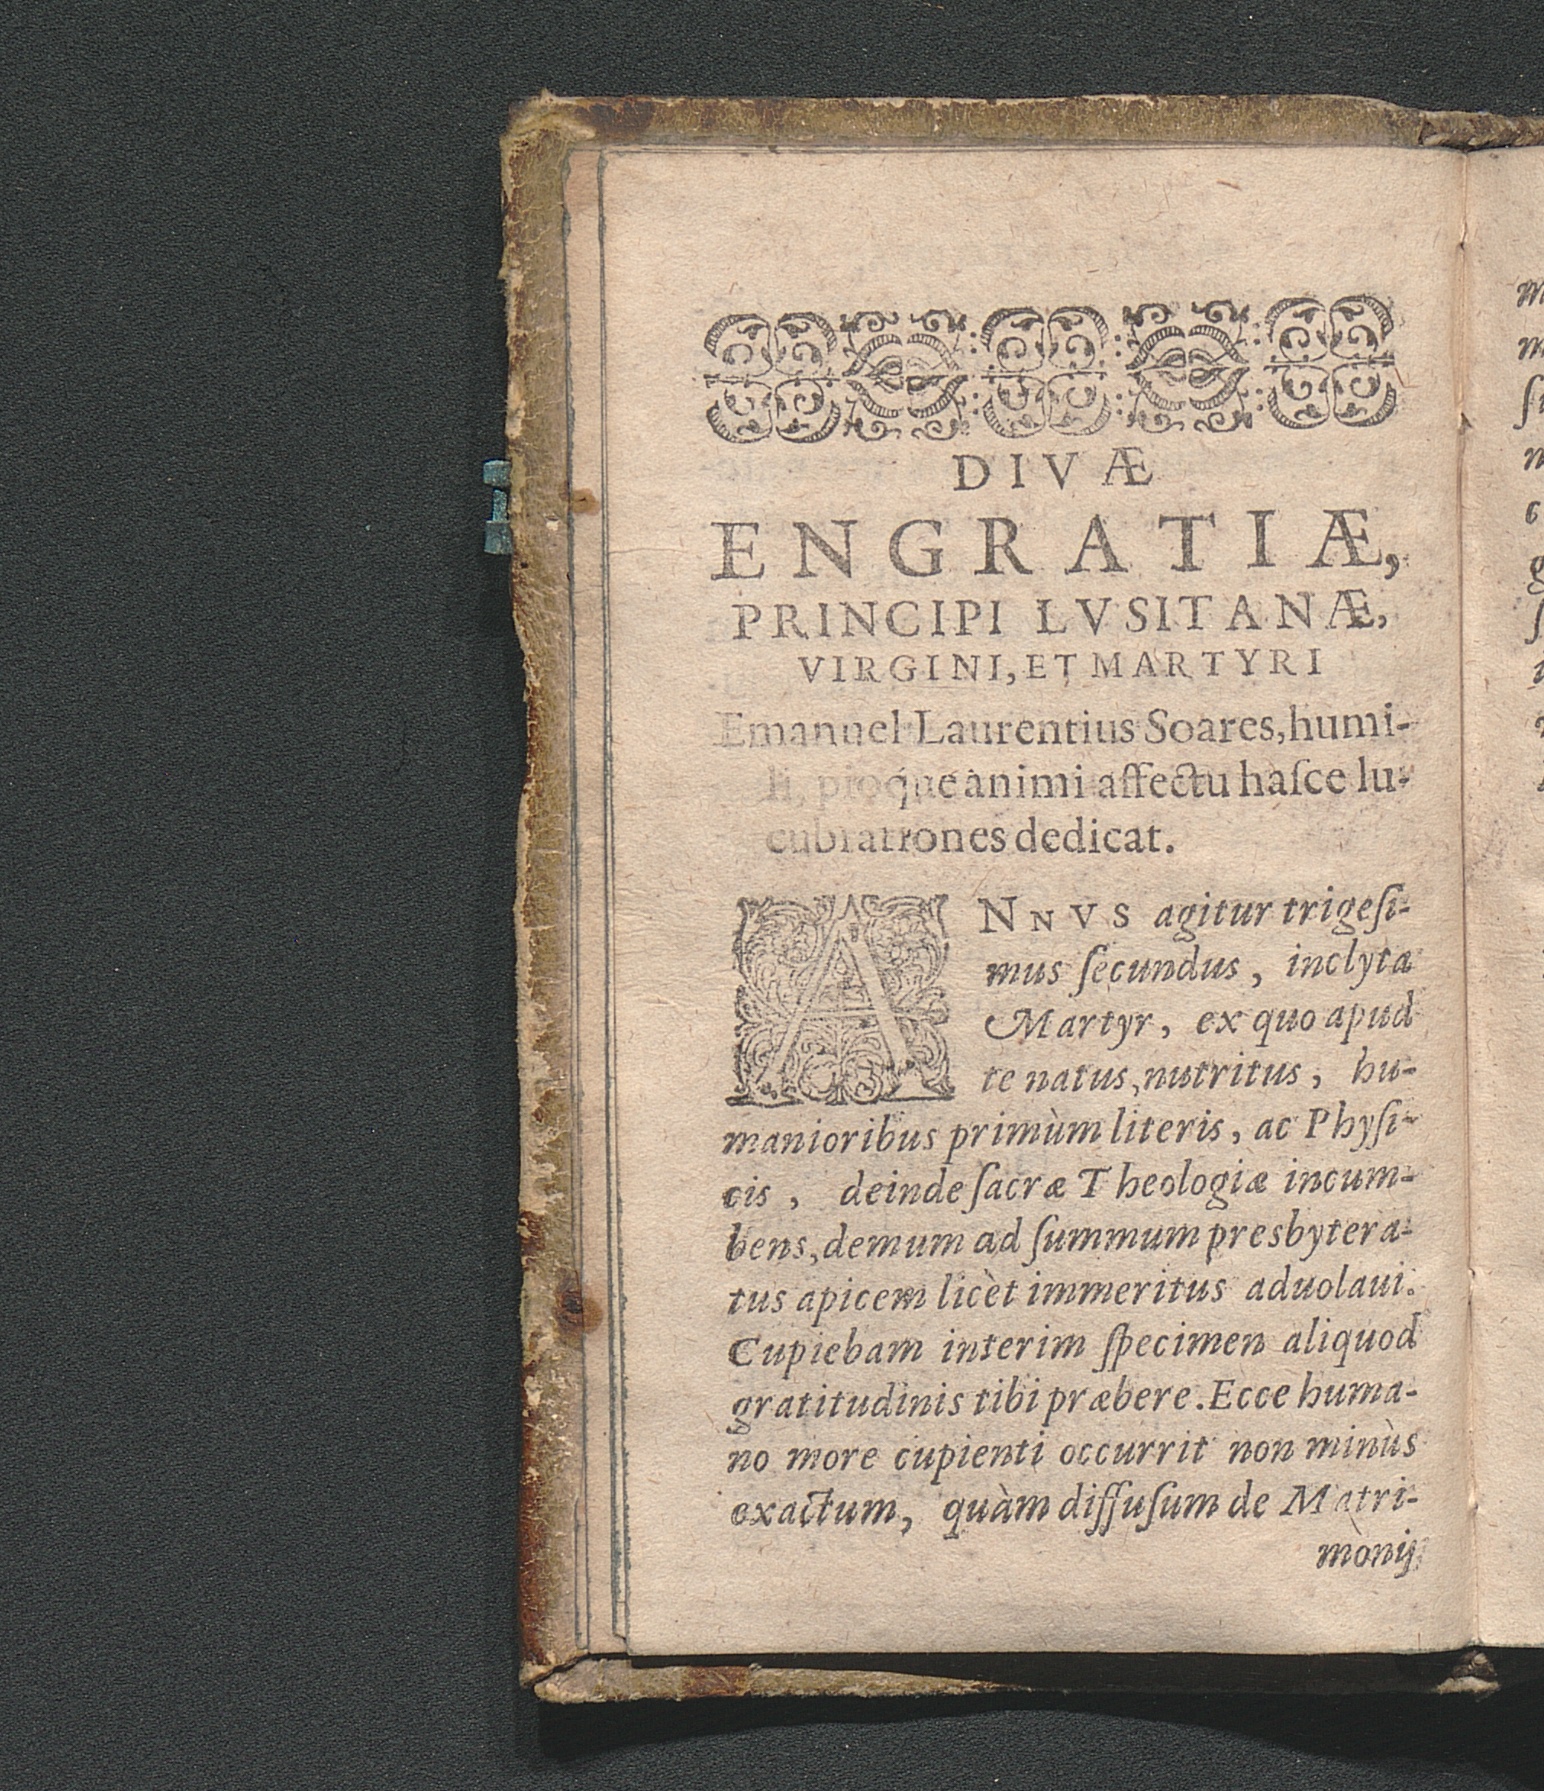 DIVÆ
ENGRATIÆ,
PRINCIPI LVSITANÆ,
VIRGINI, ET MARTYRI
Emanuel Laurentius Soares, humi-
li, pioq́ue animi affectu haſce lu-
cubrationes dedicat.
ANNVS agitur trigeſi-
mus ſecundus, inclyta
Martyr, ex quo apud
te natus, nutritus, hu-
manioribus primùm literis, ac Phyſi-
cis, deinde ſacræ Theologiæ incum-
bens, demum ad ſummum presbytera-
tus apicem licèt immeritus aduolaui.
Cupiebam interim ſpecimen aliquod
gratitudinis tibi præbere. Ecce huma-
no more cupienti occurrit non minùs
exactum, quàm diffuſum de Matri-
monij